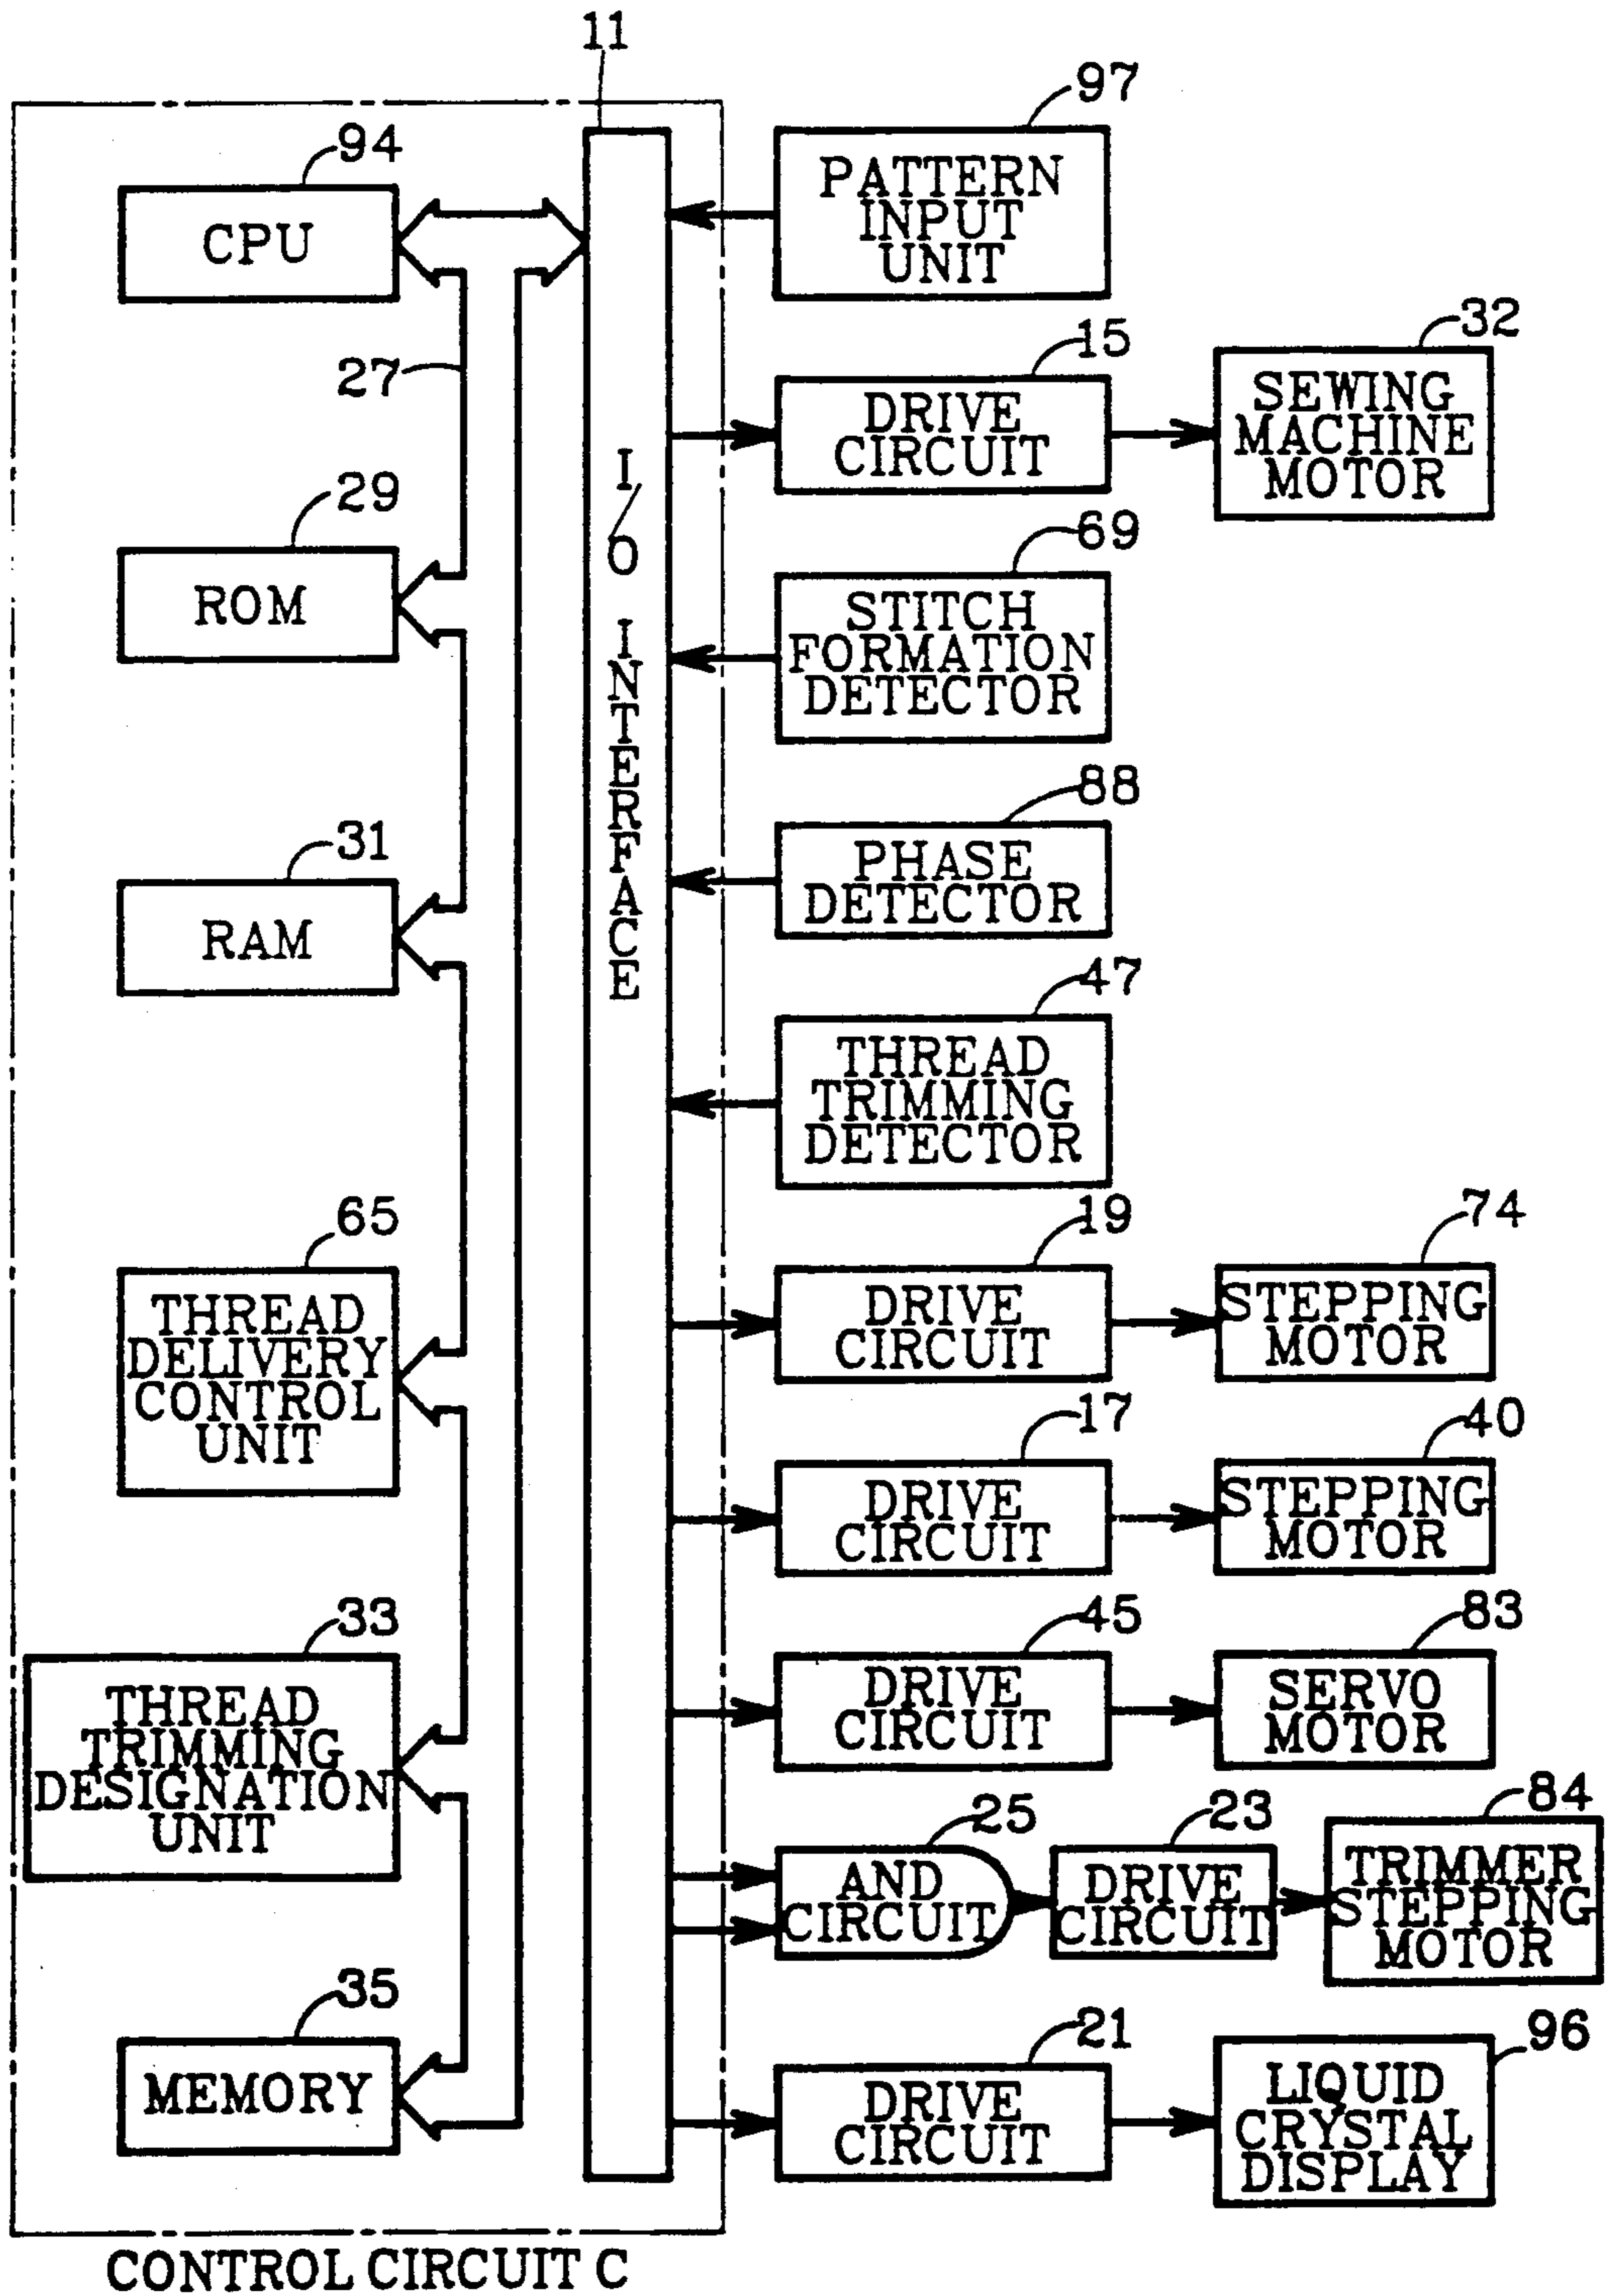 11
97
94
CPU
PATTERN
INPUT
UNIT
32
15
27
DRIVE
CIRCUIT
SEWING
MACHINE
MOTOR
I/O INTERFACE
29
ROM
69
STITCH
FORMATION
DETECTOR
31
RAM
88
PHASE
DETECTOR
47
THREAD
TRIMMING
DETECTOR
65
THREAD
DELIVERY
CONTROL
UNIT
19
DRIVE
CIRCUIT
74
STEPPING
MOTOR
17
DRIVE
CIRCUIT
40
STEPPING
MOTOR
33
THREAD
TRIMMING
DESIGNATION
UNIT
45
DRIVE
CIRCUIT
83
SERVO
MOTOR
25
AND
CIRCUIT
23
DRIVE
CIRCUIT
84
TRIMMER
STEPPING
MOTOR
35
MEMORY
21
DRIVE
CIRCUIT
96
LIQUID
CRYSTAL
DISPLAY
CONTROL CIRCUIT C